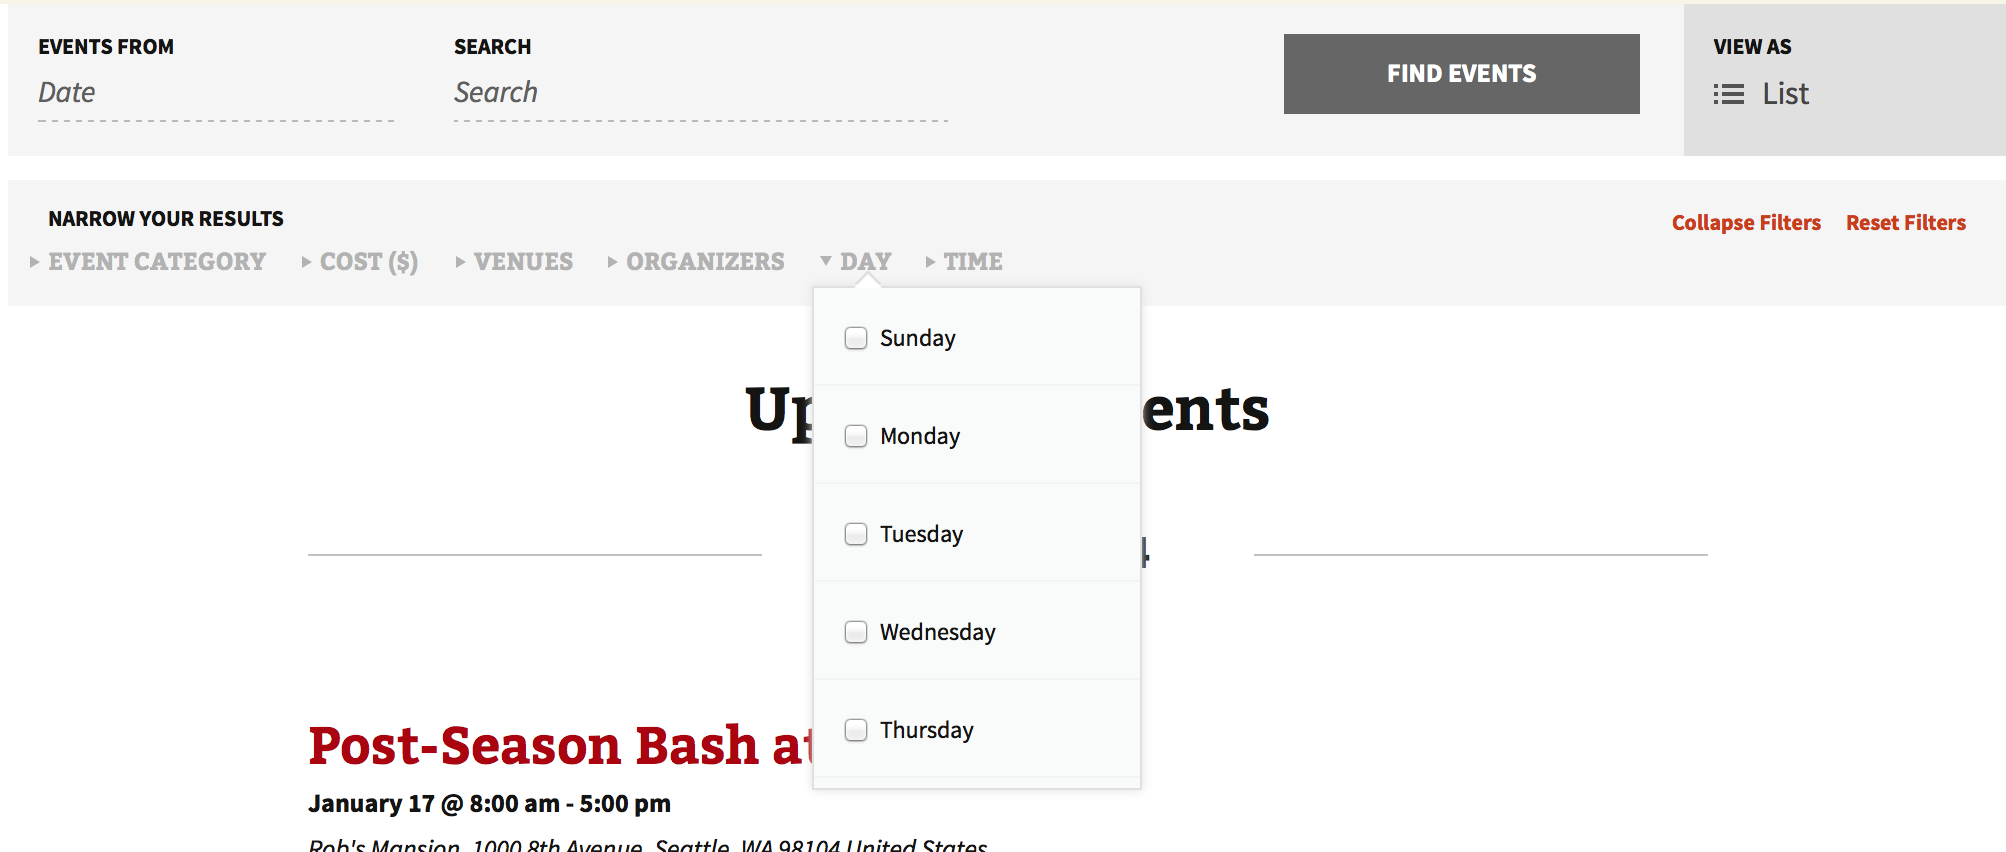 EVENTS FROM
Date
SEARCH
Search
FIND EVENTS
VIEW AS
List
NARROW YOUR RESULTS
Collapse Filters Reset Filters
EVENT CATEGORY COST ($) VENUES ORGANIZERS DAY TIME
Sunday
Monday
Tuesday
Wednesday
Thursday
Up ents
4
Post-Season Bash at
January 17 @ 8:00 am - 5:00 pm
Rob's Mansion, 1000 8th Avenue, Seattle, WA 98104 United States